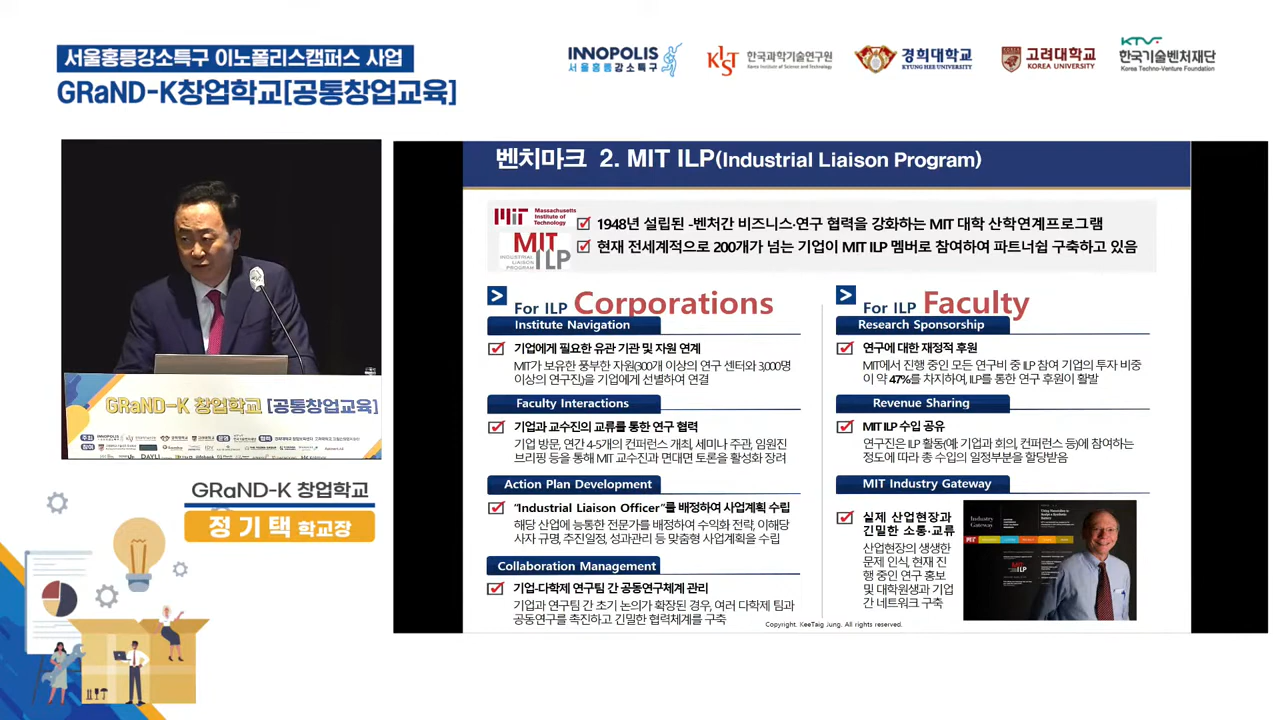 서울홍릉강소특구 이노폴리스캠퍼스 사업
GRaND-K창업학교[공통창업교육]
INNOPOLIS
서울홍릉강소특구
KIST
한국과학기술연구원
Korea Institute of Science and Technology
경희대학교
KYUNG HEE UNIVERSITY
고려대학교
KOREA UNIVERSITY
KTVF
한국기술벤처재단
Korea Techno-Venture Foundation
GRaND-K 창업학교 [공통창업교육]
GRaND-K 창업학교
정기택 학교장
벤치마크 2. MIT ILP(Industrial Liaison Program)
MIT
Massachusetts
Institute of
Technology
MIT
INDUSTRIAL
LIAISON
PROGRAM
ILP
1948년 설립된 -벤처간 비즈니스·연구 협력을 강화하는 MIT 대학 산학연계프로그램
현재 전세계적으로 200개가 넘는 기업이 MIT ILP 멤버로 참여하여 파트너쉽 구축하고 있음
For ILP Corporations
Institute Navigation
기업에게 필요한 유관 기관 및 자원 연계
MIT가 보유한 풍부한 자원(300개 이상의 연구 센터와 3,000명
이상의 연구진)을 기업에게 선별하여 연결
Faculty Interactions
기업과 교수진의 교류를 통한 연구 협력
기업 방문, 연간 4-5개의 컨퍼런스 개최, 세미나 주관, 임원진
브리핑 등을 통해 MIT 교수진과 면대면 토론을 활성화 장려
Action Plan Development
“Industrial Liaison Officer”를 배정하여 사업계획 수립
해당 산업에 능통한 전문가를 배정하여 수익화 전략, 이해당
사자 규명, 추진일정, 성과관리 등 맞춤형 사업계획을 수립
Collaboration Management
기업-다학제 연구팀 간 공동연구체계 관리
기업과 연구팀 간 초기 논의가 확장된 경우, 여러 다학제 팀과
공동연구를 촉진하고 긴밀한 협력체계를 구축
For ILP Faculty
Research Sponsorship
연구에 대한 재정적 후원
MIT에서 진행 중인 모든 연구비 중 ILP 참여 기업의 투자 비중
이 약 47%를 차지하여, ILP를 통한 연구 후원이 활발
Revenue Sharing
MIT ILP 수입 공유
연구진은 ILP 활동(예: 기업과 회의, 컨퍼런스 등)에 참여하는
정도에 따라 총 수입의 일정부분을 할당받음
MIT Industry Gateway
실제 산업현장과
긴밀한 소통·교류
산업현장의 생생한
문제 인식, 현재 진
행 중인 연구 홍보
및 대학원생과 기업
간 네트워크 구축
Industry
Gateway
MIT
ILP
Copyright. KeeTaig Jung. All rights reserved.